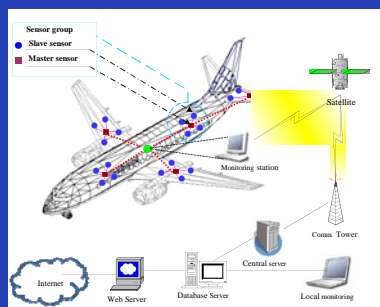 Sensor group
Slave sensor
Master sensor
Satellite
Monitoring station
Comm. Tower
Central server
Internet
Web Server
Database Server
Local monitoring